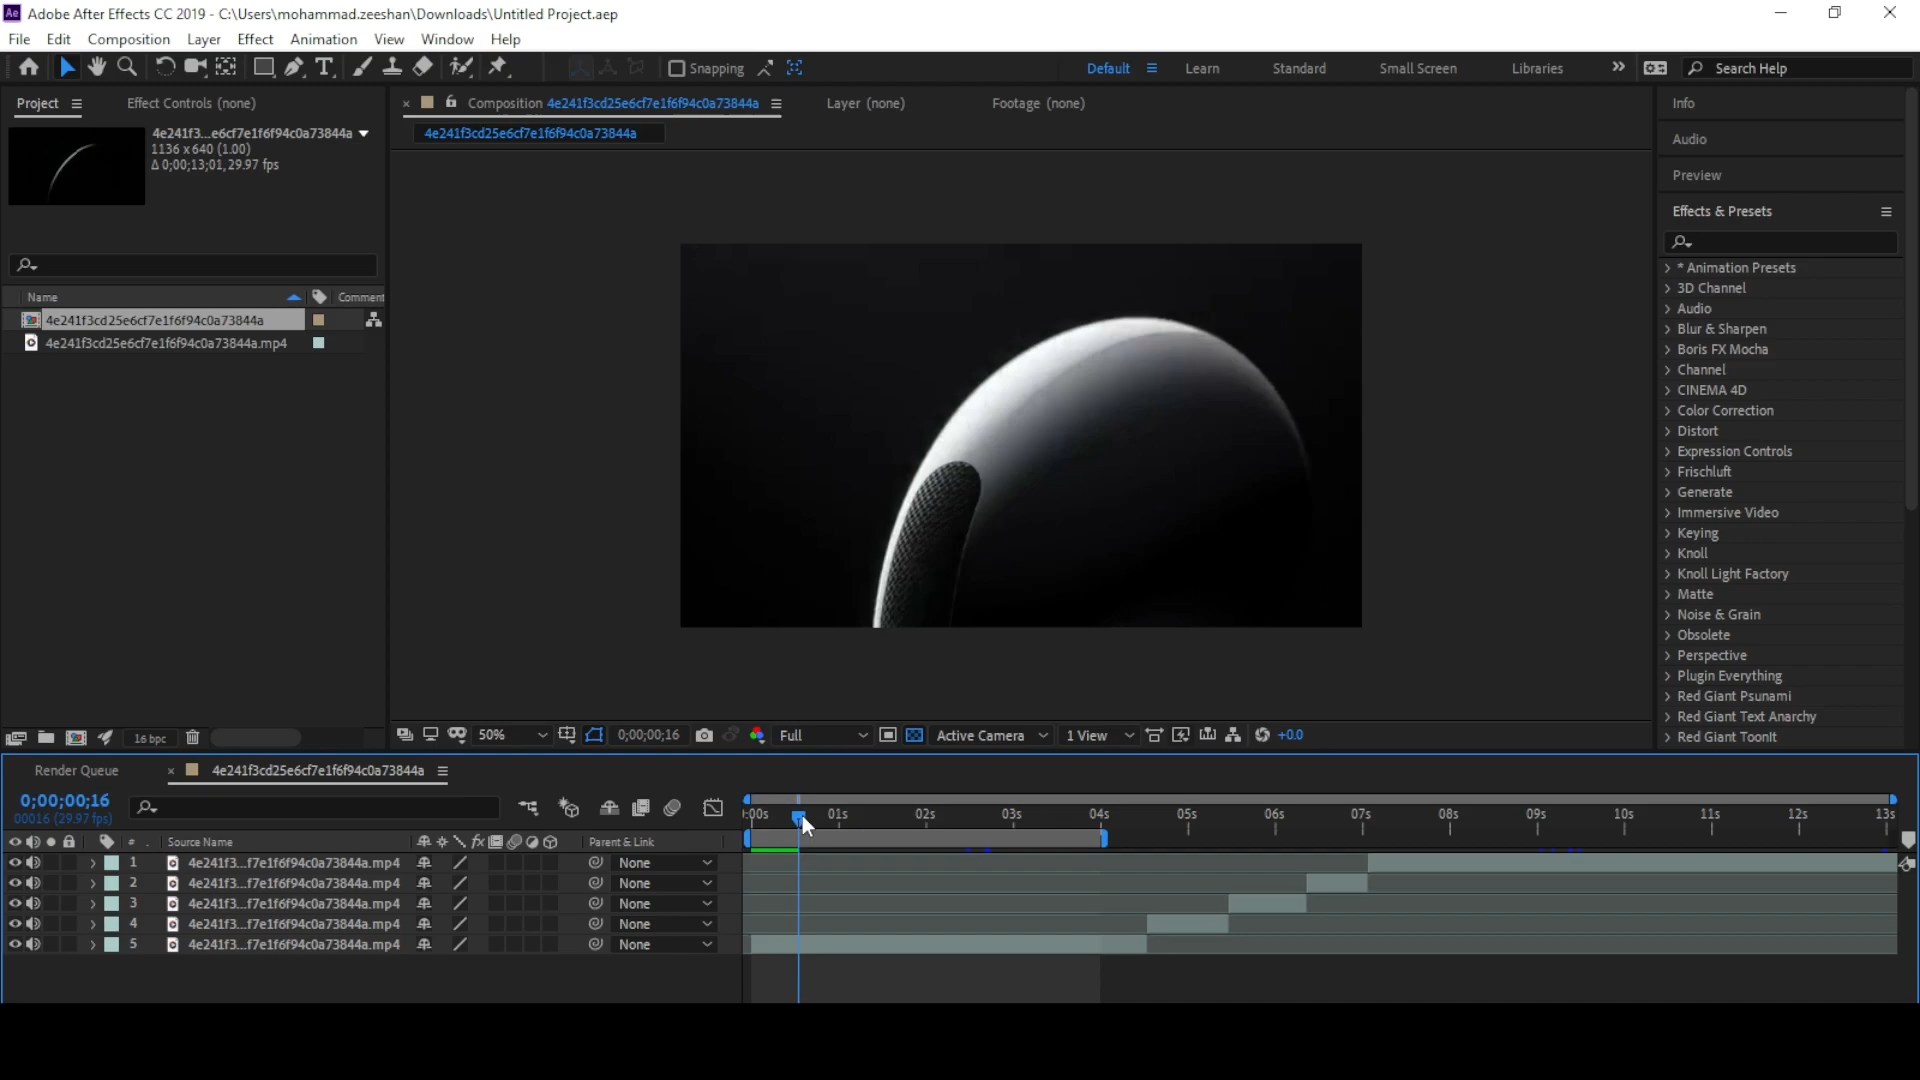 Ae Adobe After Effects CC 2019 - C:\Users\mohammad.zeeshan\Downloads\Untitled Project.aep
File Edit Composition Layer Effect Animation View Window Help
Snapping Default Learn Standard Small Screen Libraries Search Help
Project Effect Controls (none)
4e241f3...e6cf7e1f6f94c0a73844a
1136 x 640 (1.00)
Δ 0;00;13;01, 29.97 fps
Name Comment
4e241f3cd25e6cf7e1f6f94c0a73844a
4e241f3cd25e6cf7e1f6f94c0a73844a.mp4
16 bpc
Composition 4e241f3cd25e6cf7e1f6f94c0a73844a Layer (none) Footage (none)
4e241f3cd25e6cf7e1f6f94c0a73844a
50% 0;00;00;16 Full Active Camera 1 View +0.0
Info
Audio
Preview
Effects & Presets
* Animation Presets
3D Channel
Audio
Blur & Sharpen
Boris FX Mocha
Channel
CINEMA 4D
Color Correction
Distort
Expression Controls
Frischluft
Generate
Immersive Video
Keying
Knoll
Knoll Light Factory
Matte
Noise & Grain
Obsolete
Perspective
Plugin Everything
Red Giant Psunami
Red Giant Text Anarchy
Red Giant ToonIt
Render Queue 4e241f3cd25e6cf7e1f6f94c0a73844a
0;00;00;16
00016 (29.97 fps)
:00s 01s 02s 03s 04s 05s 06s 07s 08s 09s 10s 11s 12s 13s
# Source Name fx Parent & Link
1 4e241f3...f7e1f6f94c0a73844a.mp4 None
2 4e241f3...f7e1f6f94c0a73844a.mp4 None
3 4e241f3...f7e1f6f94c0a73844a.mp4 None
4 4e241f3...f7e1f6f94c0a73844a.mp4 None
5 4e241f3...f7e1f6f94c0a73844a.mp4 None